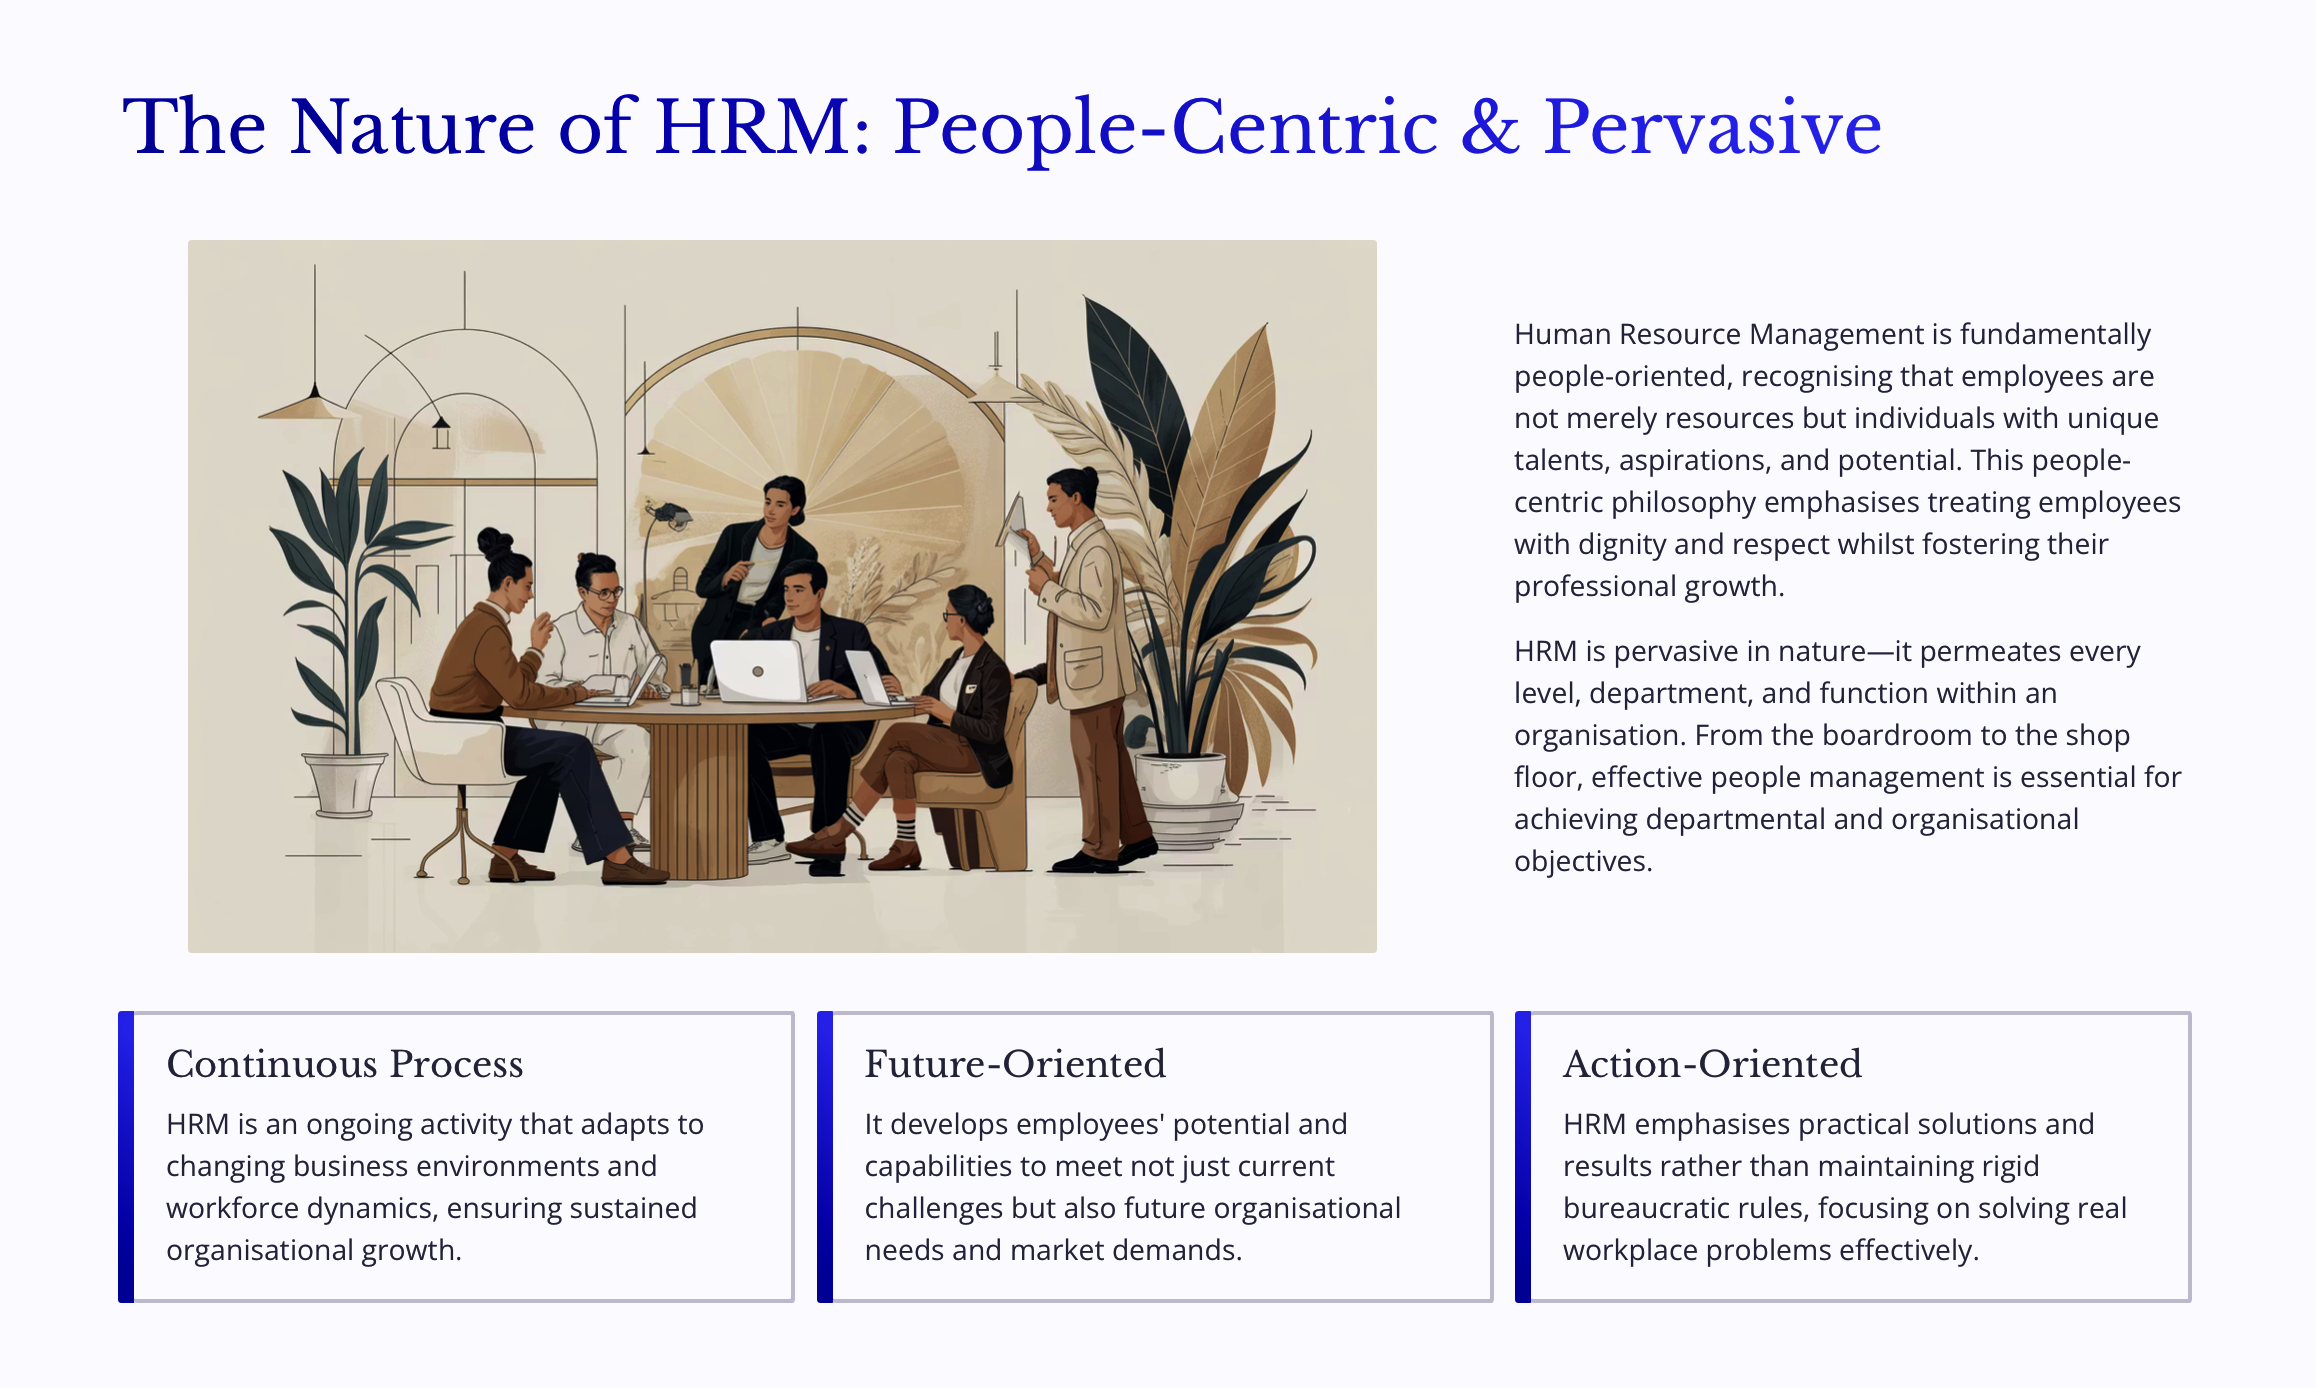 The Nature of HRM: People-Centric & Pervasive
Human Resource Management is fundamentally
people-oriented, recognising that employees are
not merely resources but individuals with unique
talents, aspirations, and potential. This people-
centric philosophy emphasises treating employees
with dignity and respect whilst fostering their
professional growth.
HRM is pervasive in nature—it permeates every
level, department, and function within an
organisation. From the boardroom to the shop
floor, effective people management is essential for
achieving departmental and organisational
objectives.
Continuous Process
HRM is an ongoing activity that adapts to
changing business environments and
workforce dynamics, ensuring sustained
organisational growth.
Future-Oriented
It develops employees' potential and
capabilities to meet not just current
challenges but also future organisational
needs and market demands.
Action-Oriented
HRM emphasises practical solutions and
results rather than maintaining rigid
bureaucratic rules, focusing on solving real
workplace problems effectively.